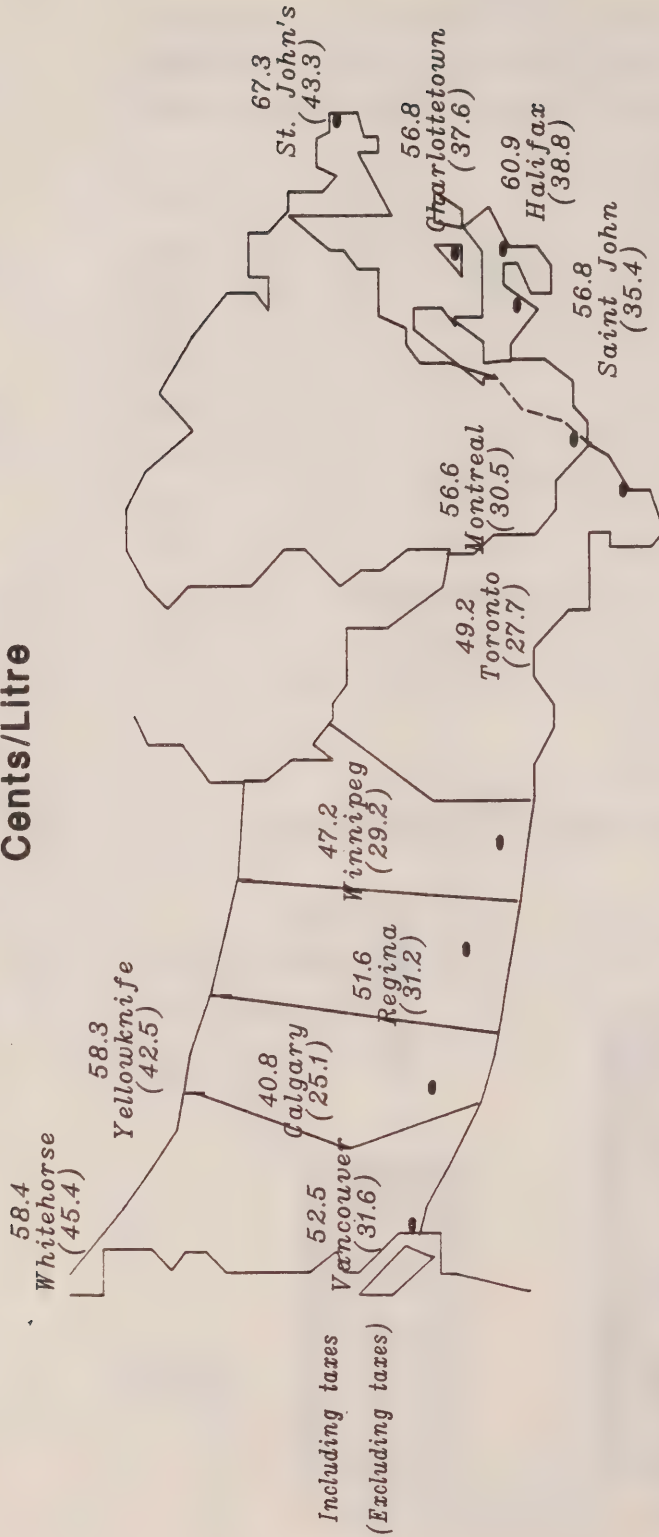 Cents/Litre
58.4
Whitehorse
(45.4)
58.3
Yellowknife
(42.5)
67.3
St. John's
(43.3)
52.5
Vancouver
(31.6)
40.8
Calgary
(25.1)
51.6
Regina
(31.2)
47.2
Winnipeg
(29.2)
49.2
Toronto
(27.7)
56.6
Montreal
(30.5)
56.8
Charlottetown
(37.6)
60.9
Halifax
(38.8)
56.8
Saint John
(35.4)
Including taxes
(Excluding taxes)